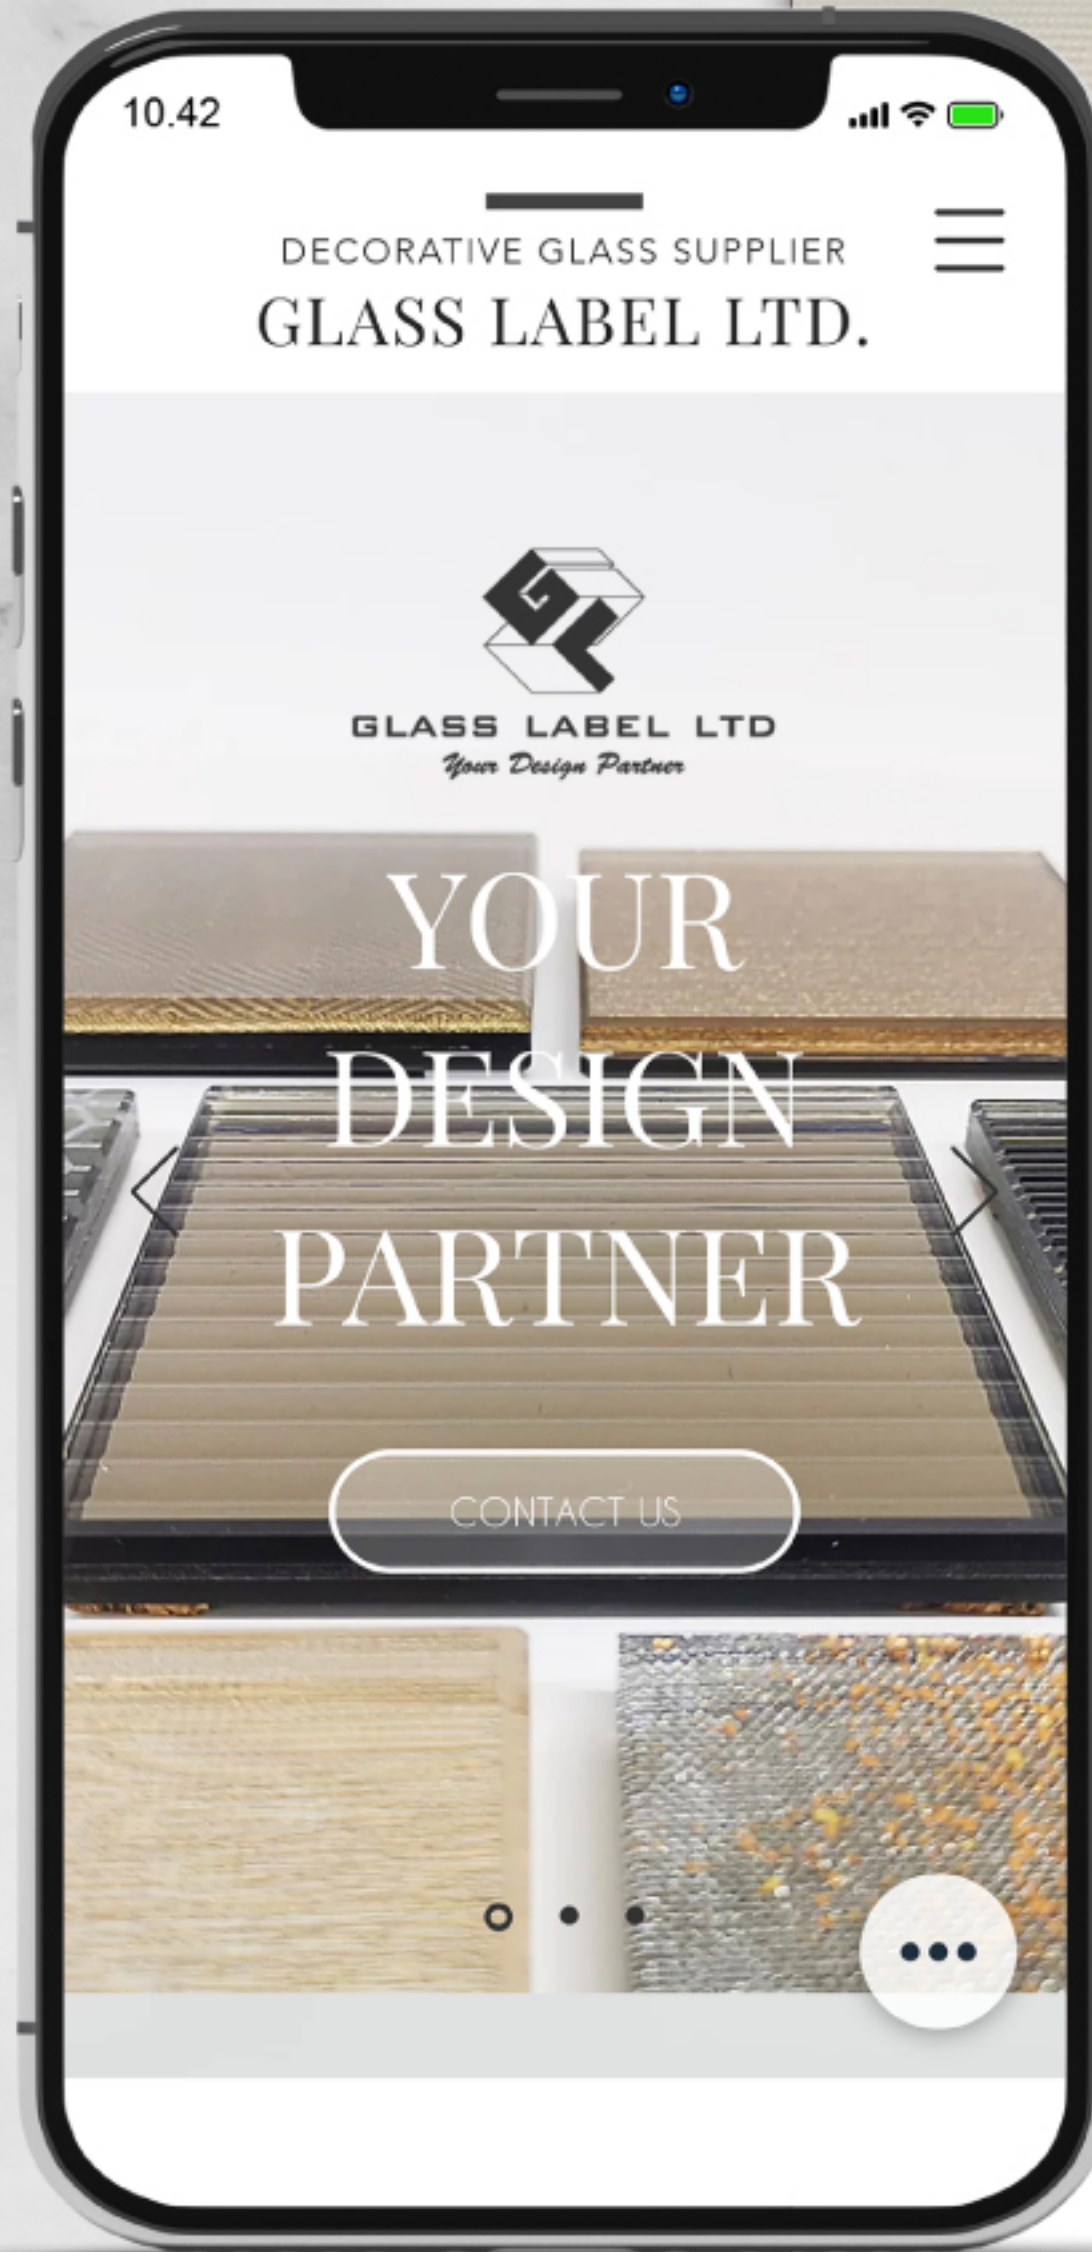 10.42
DECORATIVE GLASS SUPPLIER
GLASS LABEL LTD.
GL
GLASS LABEL LTD
Your Design Partner
YOUR
DESIGN
PARTNER
CONTACT US